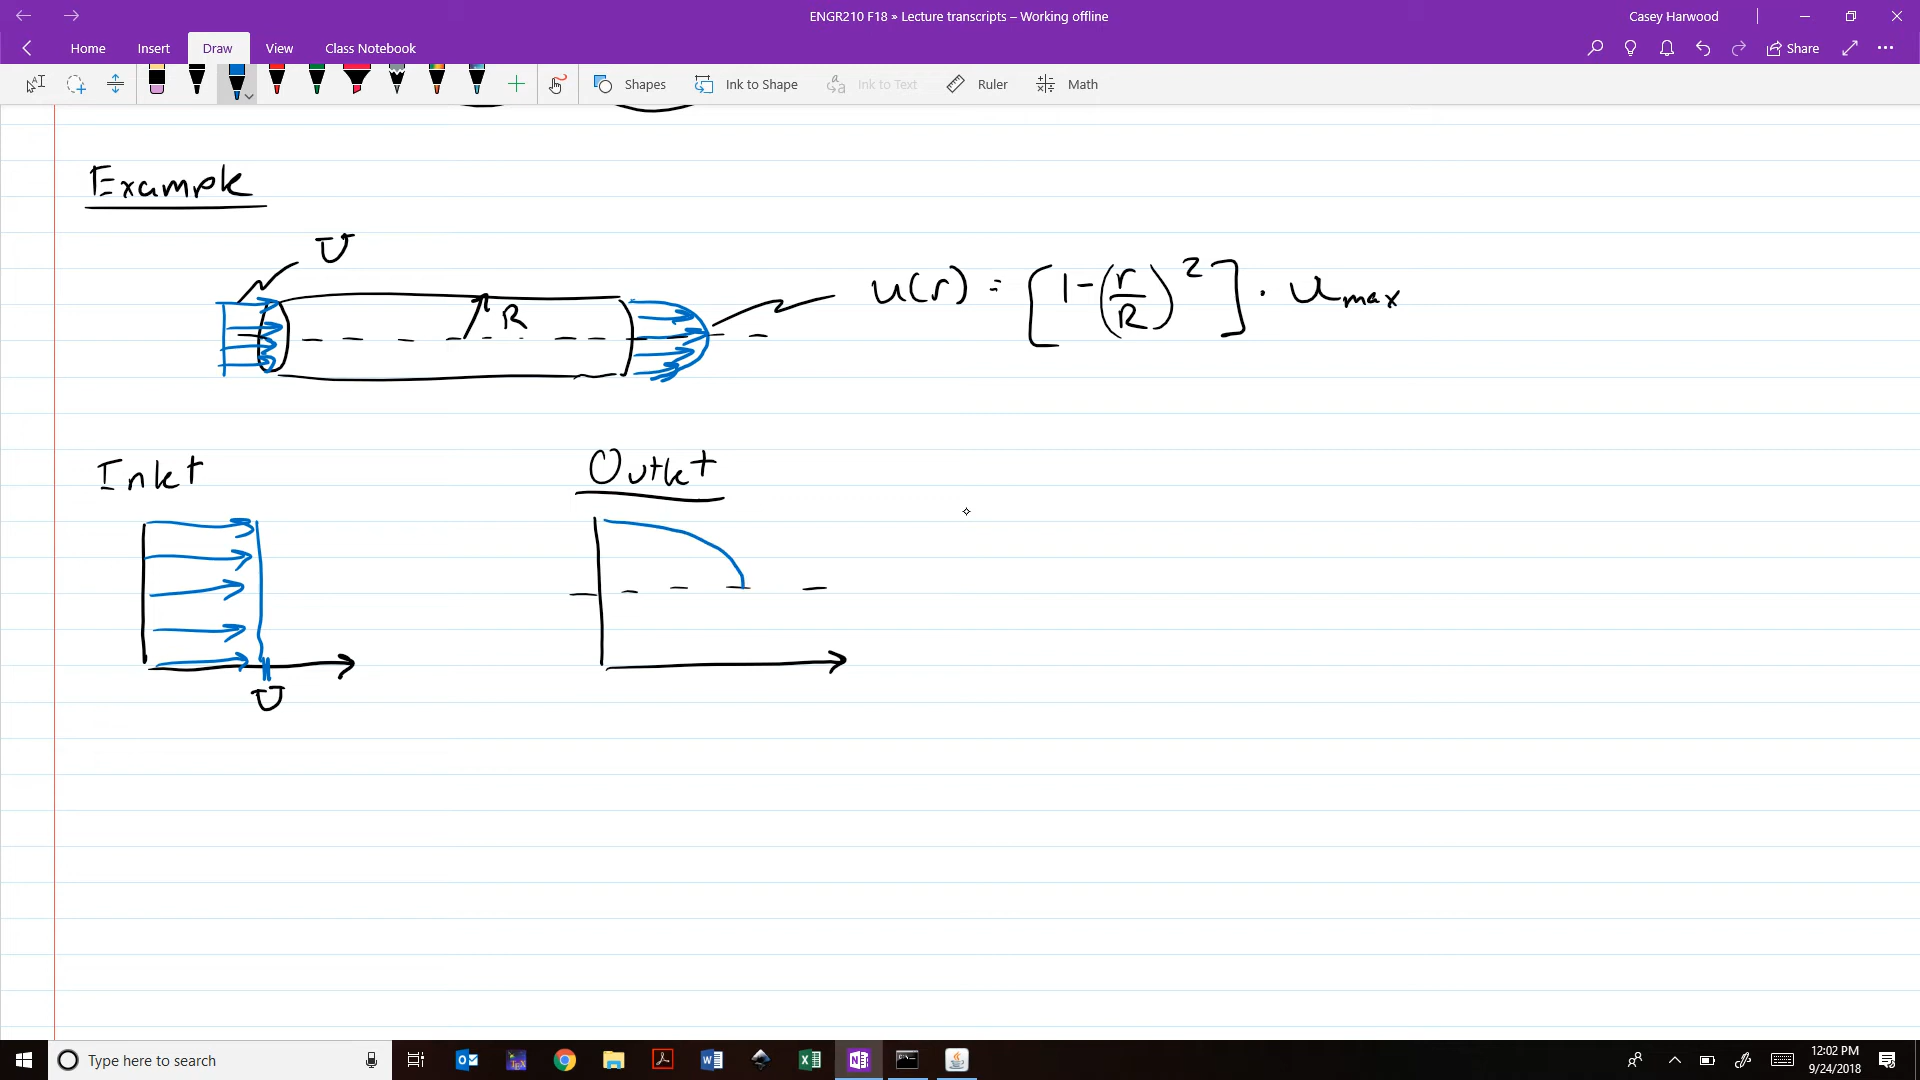 ENGR210 F18 » Lecture transcripts – Working offline
Casey Harwood
Home Insert Draw View Class Notebook
Share
Shapes Ink to Shape Ink to Text Ruler Math
Example
U
R
u(r) = [1-(r/R)^2] · u_max
Inlet
Outlet
U
Type here to search
12:02 PM
9/24/2018